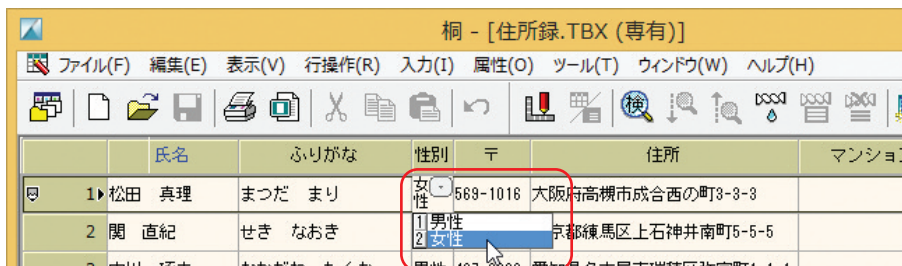 桐 - [住所録.TBX (専有)]
ファイル(F) 編集(E) 表示(V) 行操作(R) 入力(I) 属性(O) ツール(T) ウィンドウ(W) ヘルプ(H)
検
氏名 ふりがな 性別 〒 住所 マンション
1 松田 真理 まつだ まり 女性 569-1016 大阪府高槻市成合西の町3-3-3
1 男性
2 女性
2 関 直紀 せき なおき 京都練馬区上石神井南町5-5-5